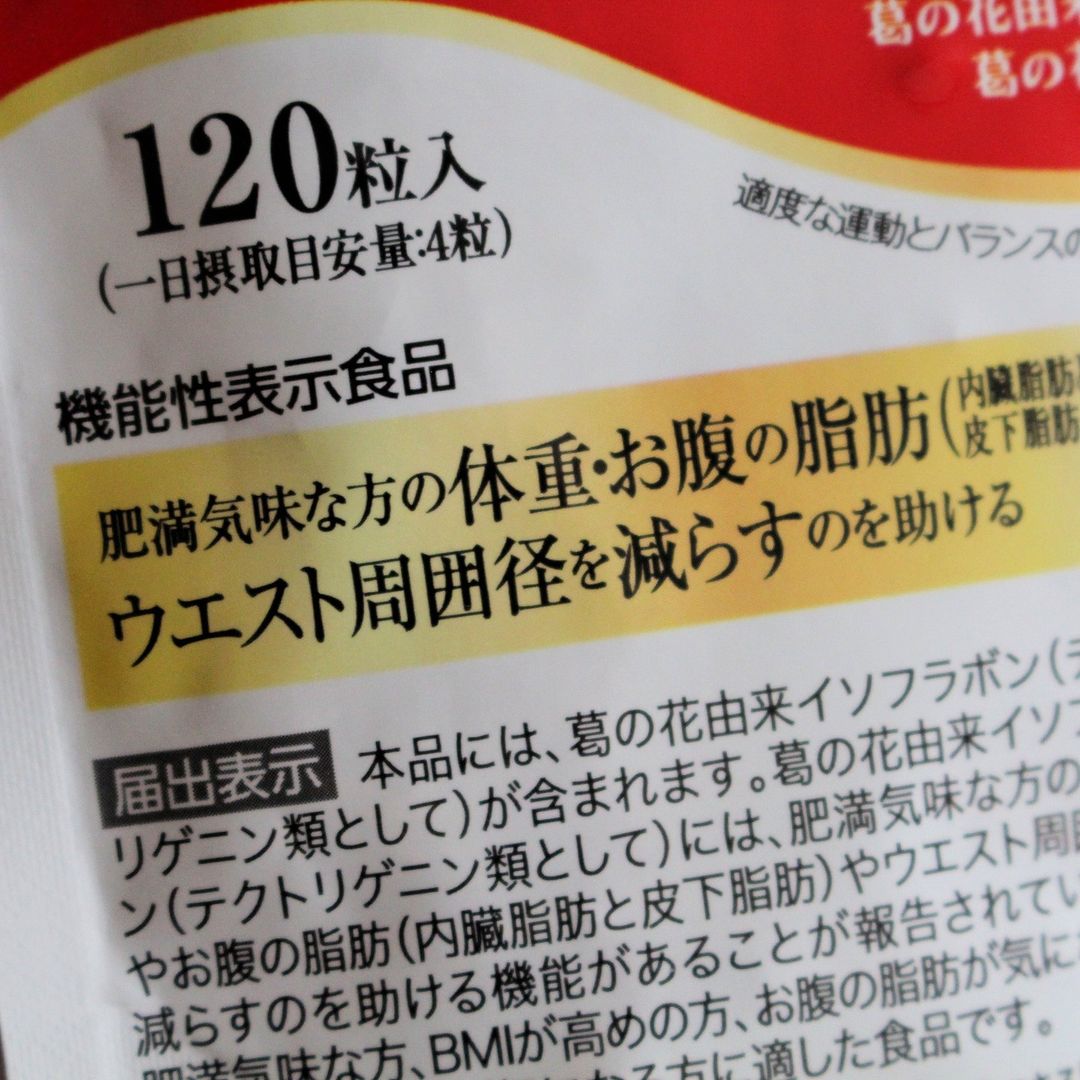 葛の花由来
葛の花
120粒入
(一日摂取目安量:4粒)
適度な運動とバランスの
機能性表示食品
肥満気味な方の体重・お腹の脂肪(内臓脂肪
皮下脂肪
ウエスト周囲径を減らすのを助ける
届出表示 本品には、葛の花由来イソフラボン(テ
リゲニン類として)が含まれます。葛の花由来イソフ
ン(テクトリゲニン類として)には、肥満気味な方の
やお腹の脂肪(内臓脂肪と皮下脂肪)やウエスト周囲
減らすのを助ける機能があることが報告されてい
肥満気味な方、BMIが高めの方、お腹の脂肪が気に
に適した食品です。